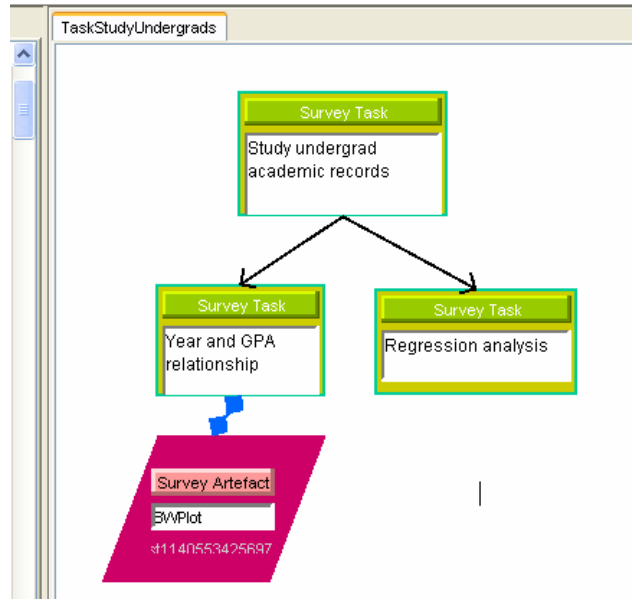 TaskStudyUndergrads
Survey Task
Study undergrad
academic records
Survey Task
Year and GPA
relationship
Survey Task
Regression analysis
Survey Artefact
BWPlot
sf1140553425697